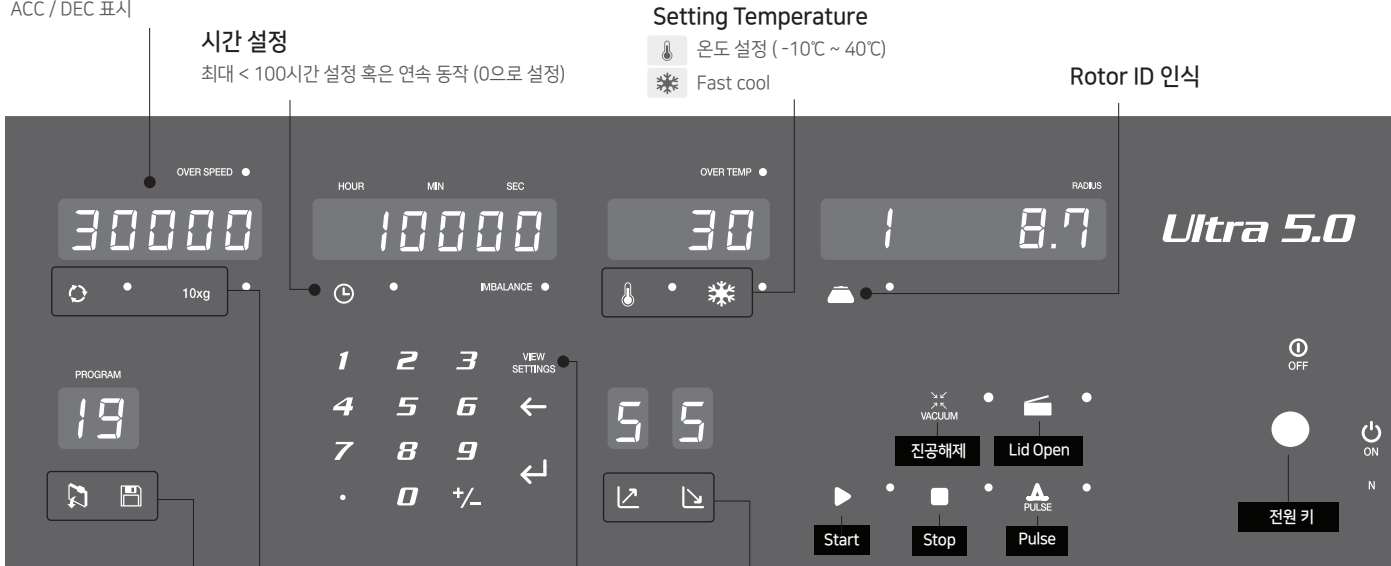 ACC / DEC 표시
시간 설정
최대 < 100시간 설정 혹은 연속 동작 (0으로 설정)
Setting Temperature
온도 설정 ( -10℃ ~ 40℃)
Fast cool
Rotor ID 인식
OVER SPEED
HOUR MIN SEC
OVER TEMP
RADIUS
30000
10000
30
1 8.7
Ultra 5.0
10xg
IMBALANCE
PROGRAM
19
1 2 3 VIEW SETTINGS
4 5 6 ←
7 8 9
. 0 +/-
5 5
VACUUM
진공해제
Lid Open
PULSE
Start
Stop
Pulse
OFF
ON
N
전원 키